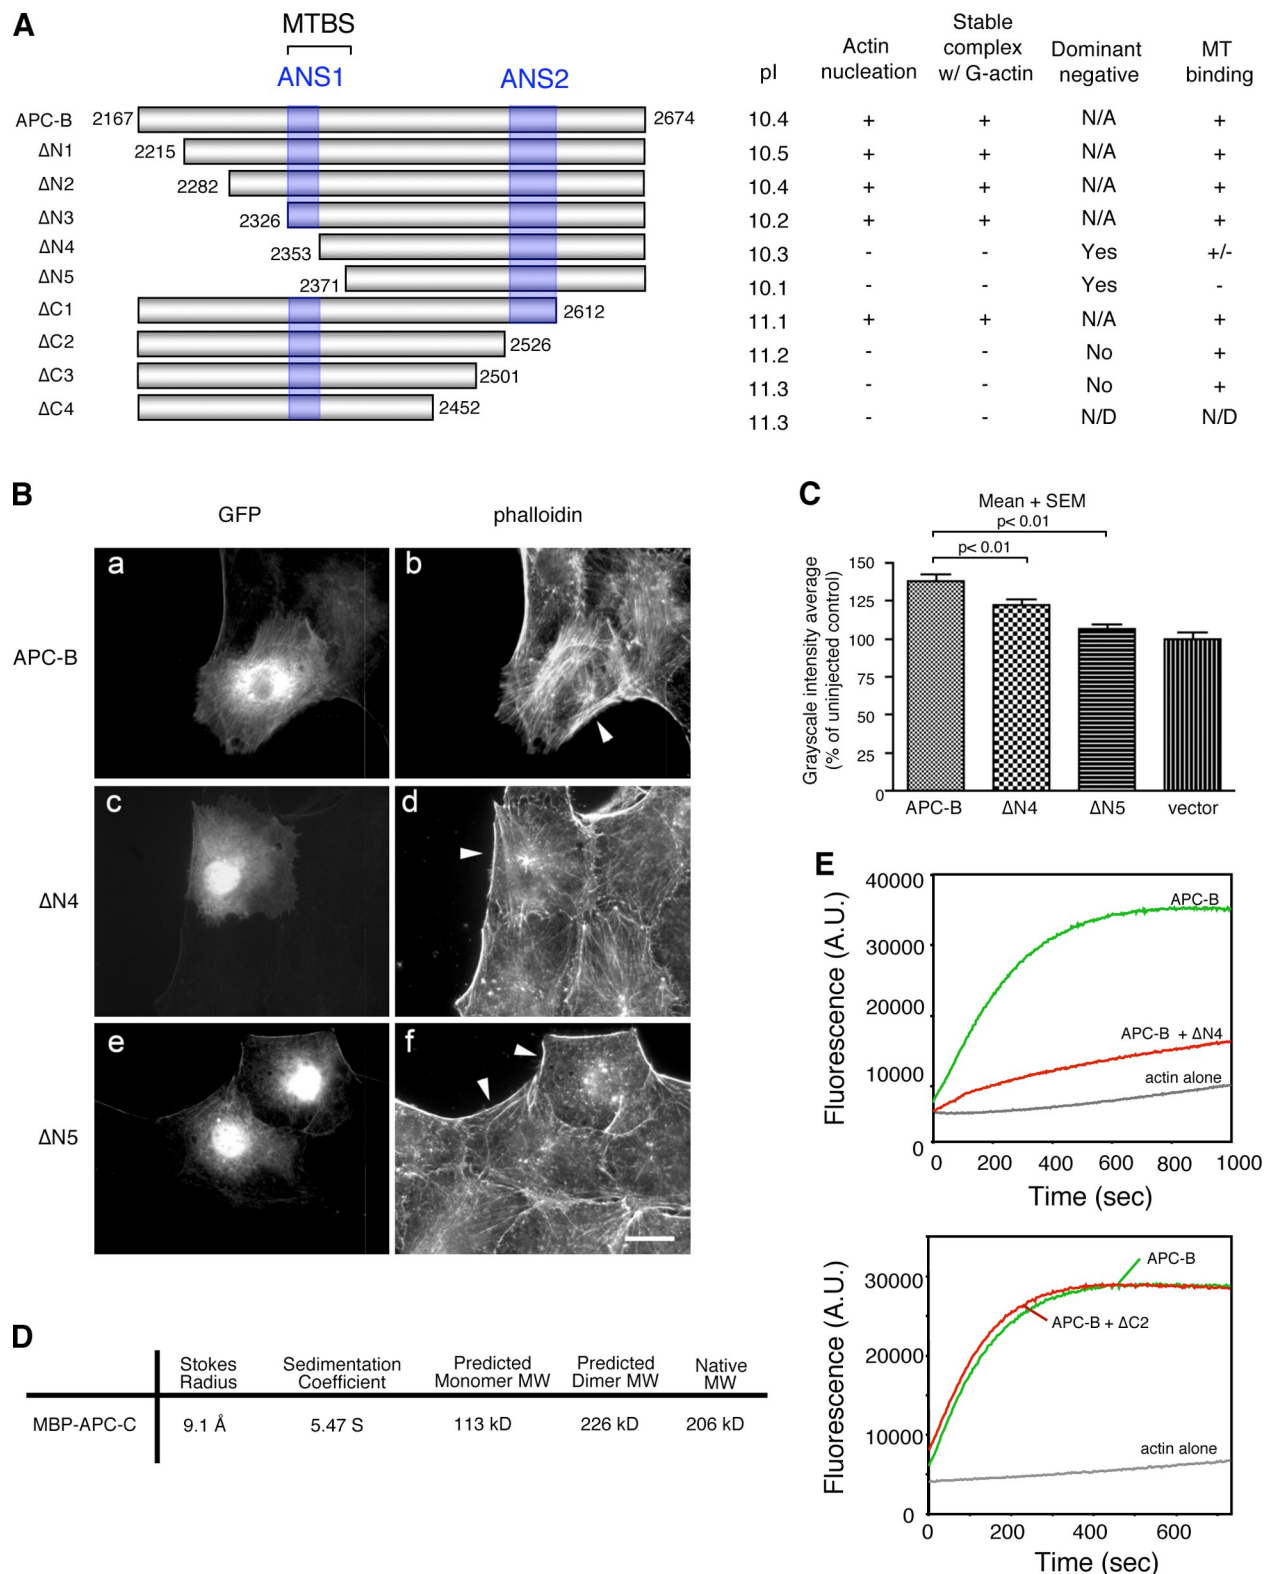 A
MTBS
ANS1
ANS2
pI
Actin
nucleation
Stable
complex
w/ G-actin
Dominant
negative
MT
binding
APC-B 2167 2674 10.4 + + N/A +
ΔN1 2215 10.5 + + N/A +
ΔN2 2282 10.4 + + N/A +
ΔN3 2326 10.2 + + N/A +
ΔN4 2353 10.3 - - Yes +/-
ΔN5 2371 10.1 - - Yes -
ΔC1 2612 11.1 + + N/A +
ΔC2 2526 11.2 - - No +
ΔC3 2501 11.3 - - No +
ΔC4 2452 11.3 - - N/D N/D
B
GFP phalloidin
APC-B
a b
ΔN4
c d
ΔN5
e f
C
Mean + SEM
p< 0.01
p< 0.01
Grayscale intensity average
(% of uninjected control)
150
125
100
75
50
25
0
APC-B ΔN4 ΔN5 vector
D
Stokes
Radius
Sedimentation
Coefficient
Predicted
Monomer MW
Predicted
Dimer MW
Native
MW
MBP-APC-C 9.1 Å 5.47 S 113 kD 226 kD 206 kD
E
Fluorescence (A.U.)
40000
30000
20000
10000
0
APC-B
APC-B + ΔN4
actin alone
0 200 400 600 800 1000
Time (sec)
Fluorescence (A.U.)
30000
20000
10000
0
APC-B
APC-B + ΔC2
actin alone
0 200 400 600
Time (sec)